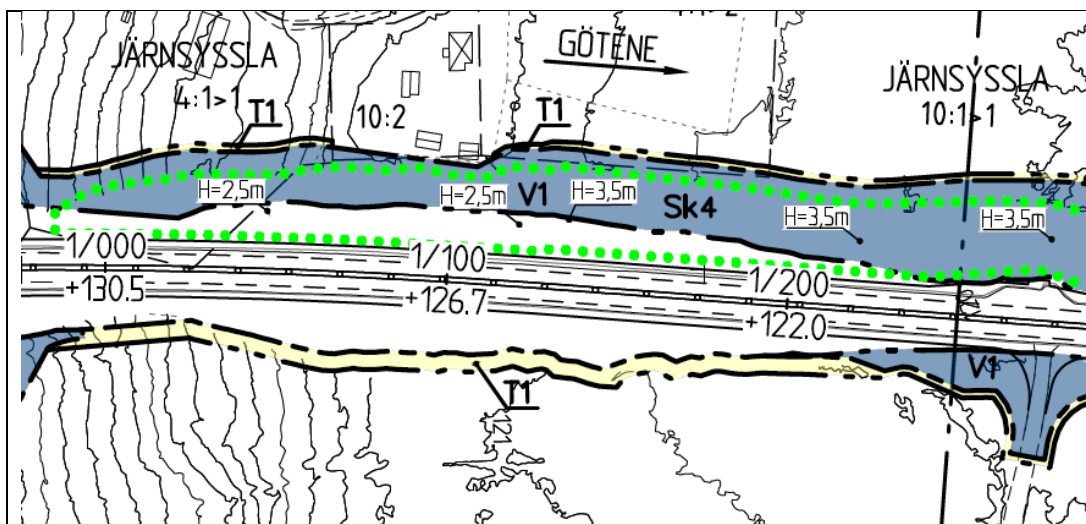 JÄRNSYSSLA
4:1>1
T1
10:2
GÖTENE
T1
JÄRNSYSSLA
10:1>1
H=2,5m
H=2,5m
V1
H=3,5m
Sk4
H=3,5m
H=3,5m
1/000
1/100
1/200
+130.5
+126.7
+122.0
V1
T1